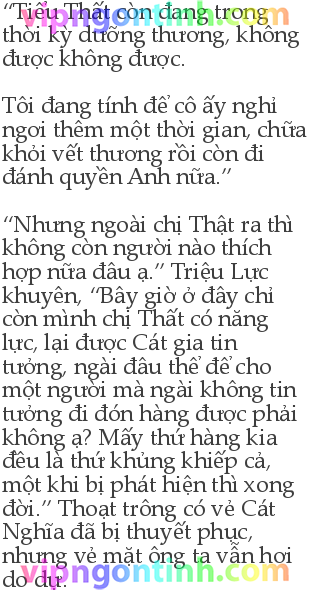 “Tiểu Thất còn đang trong
vipngontinh.com
thời kỳ dưỡng thương, không
được không được.
Tôi đang tính để cô ấy nghỉ
ngơi thêm một thời gian, chữa
khỏi vết thương rồi còn đi
đánh quyền Anh nữa.”
“Nhưng ngoài chị Thất ra thì
không còn người nào thích
hợp nữa đâu ạ.” Triệu Lực
khuyên, “Bây giờ ở đây chỉ
còn mình chị Thất có năng
lực, lại được Cát gia tin
tưởng, ngài đâu thể để cho
một người mà ngài không tin
tưởng đi đón hàng được phải
không ạ? Mấy thứ hàng kia
đều là thứ khủng khiếp cả,
một khi bị phát hiện thì xong
đời.” Thoạt trông có vẻ Cát
Nghĩa đã bị thuyết phục,
nhưng vẻ mặt ông ta vẫn hơi
vipngontinh.com
do dự.